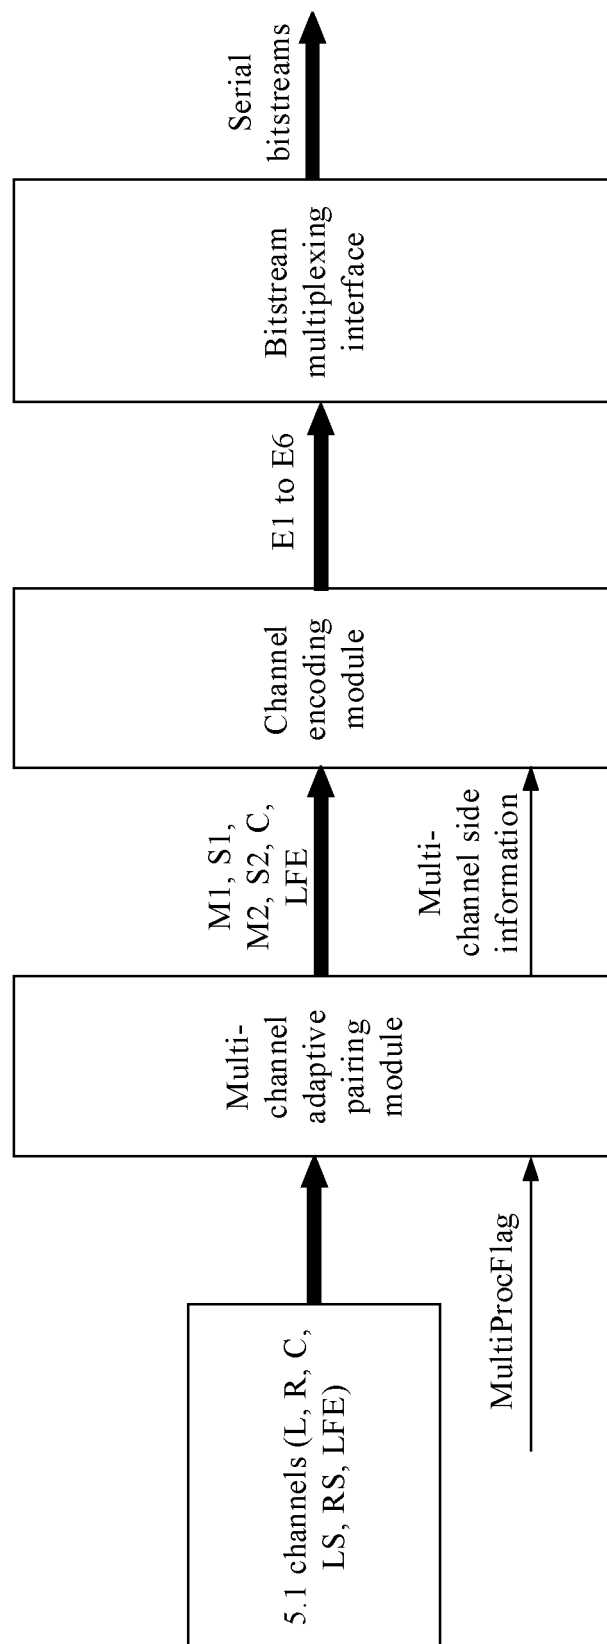 5.1 channels (L, R, C,
LS, RS, LFE)
MultiProcFlag
Multi-
channel
adaptive
pairing
module
M1, S1,
M2, S2, C,
LFE
Multi-
channel side
information
Channel
encoding
module
E1 to E6
Bitstream
multiplexing
interface
Serial
bitstreams